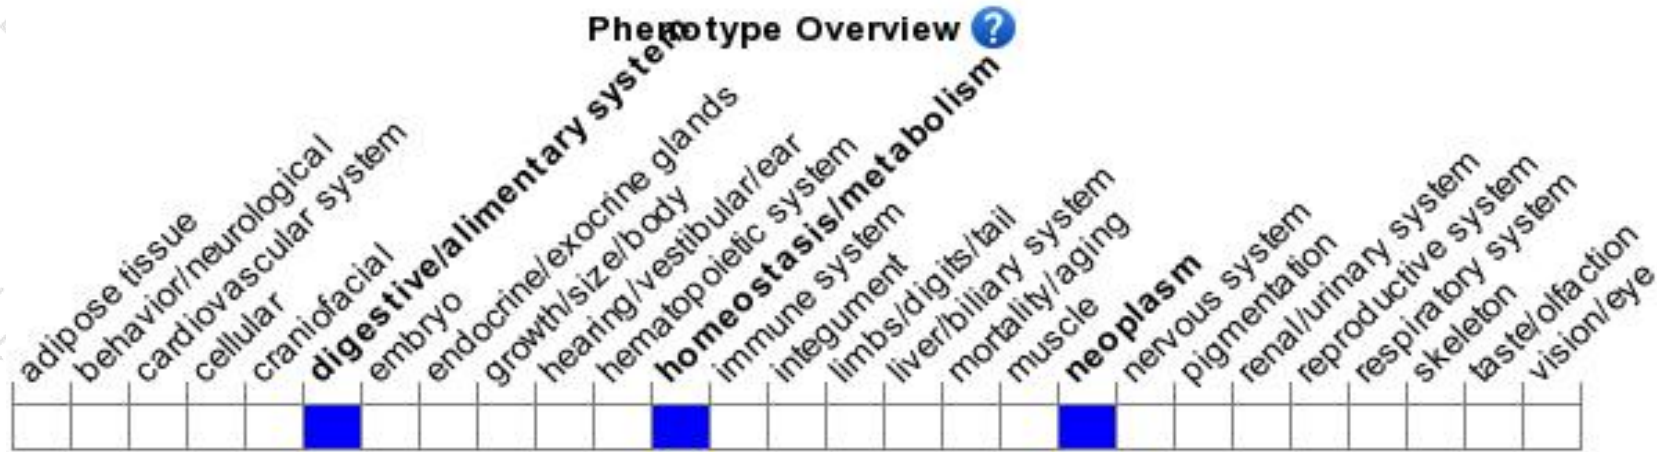 Phenotype Overview ?
adipose tissue
behavior/neurological
cardiovascular system
cellular
craniofacial
digestive/alimentary system
embryo
endocrine/exocrine glands
growth/size/body
hearing/vestibular/ear
hematopoietic system
homeostasis/metabolism
immune system
integument
limbs/digits/tail
liver/biliary system
mortality/aging
muscle
neoplasm
nervous system
pigmentation
renal/urinary system
reproductive system
respiratory system
skeleton
taste/olfaction
vision/eye